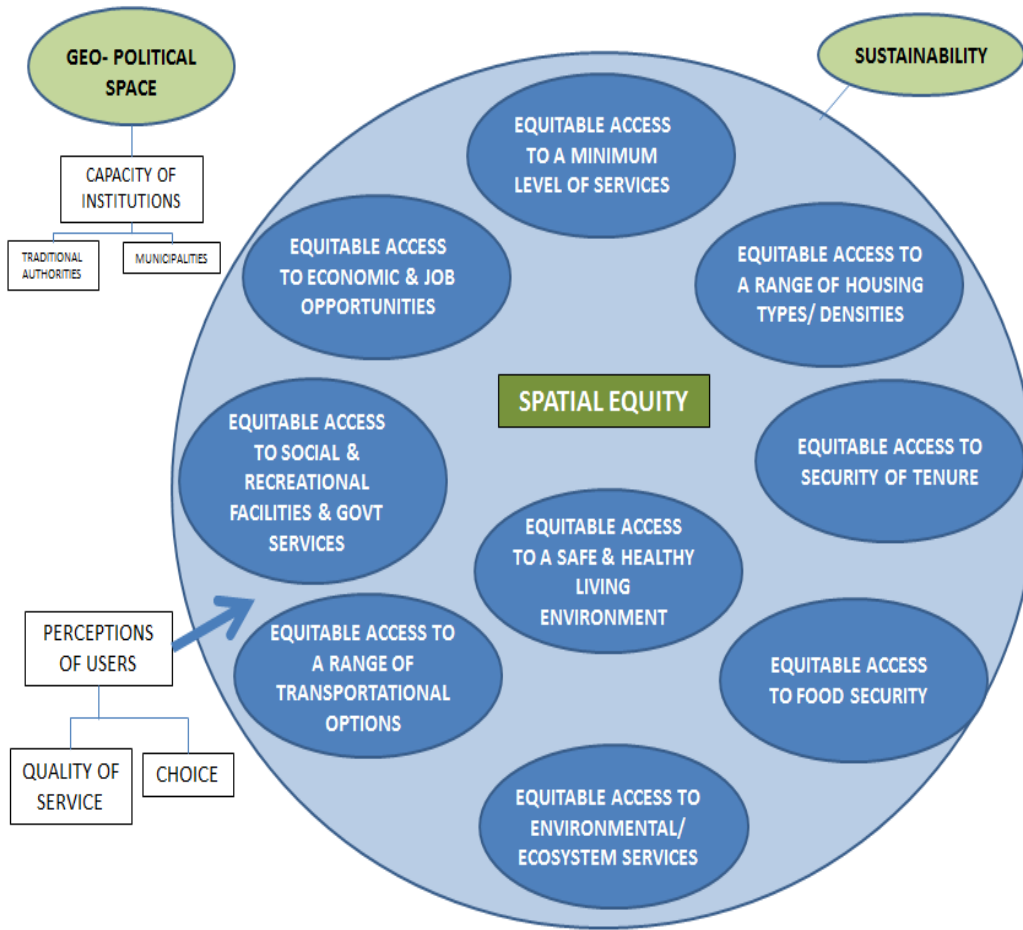 GEO- POLITICAL
SPACE
CAPACITY OF
INSTITUTIONS
TRADITIONAL
AUTHORITIES
MUNICIPALITIES
SUSTAINABILITY
EQUITABLE ACCESS
TO A MINIMUM
LEVEL OF SERVICES
EQUITABLE ACCESS
TO ECONOMIC & JOB
OPPORTUNITIES
EQUITABLE ACCESS TO
A RANGE OF HOUSING
TYPES/ DENSITIES
SPATIAL EQUITY
EQUITABLE ACCESS
TO SOCIAL &
RECREATIONAL
FACILITIES & GOVT
SERVICES
EQUITABLE ACCESS TO
SECURITY OF TENURE
EQUITABLE ACCESS
TO A SAFE & HEALTHY
LIVING
ENVIRONMENT
PERCEPTIONS
OF USERS
QUALITY OF
SERVICE
CHOICE
EQUITABLE ACCESS TO
A RANGE OF
TRANSPORTATIONAL
OPTIONS
EQUITABLE ACCESS
TO FOOD SECURITY
EQUITABLE ACCESS TO
ENVIRONMENTAL/
ECOSYSTEM SERVICES